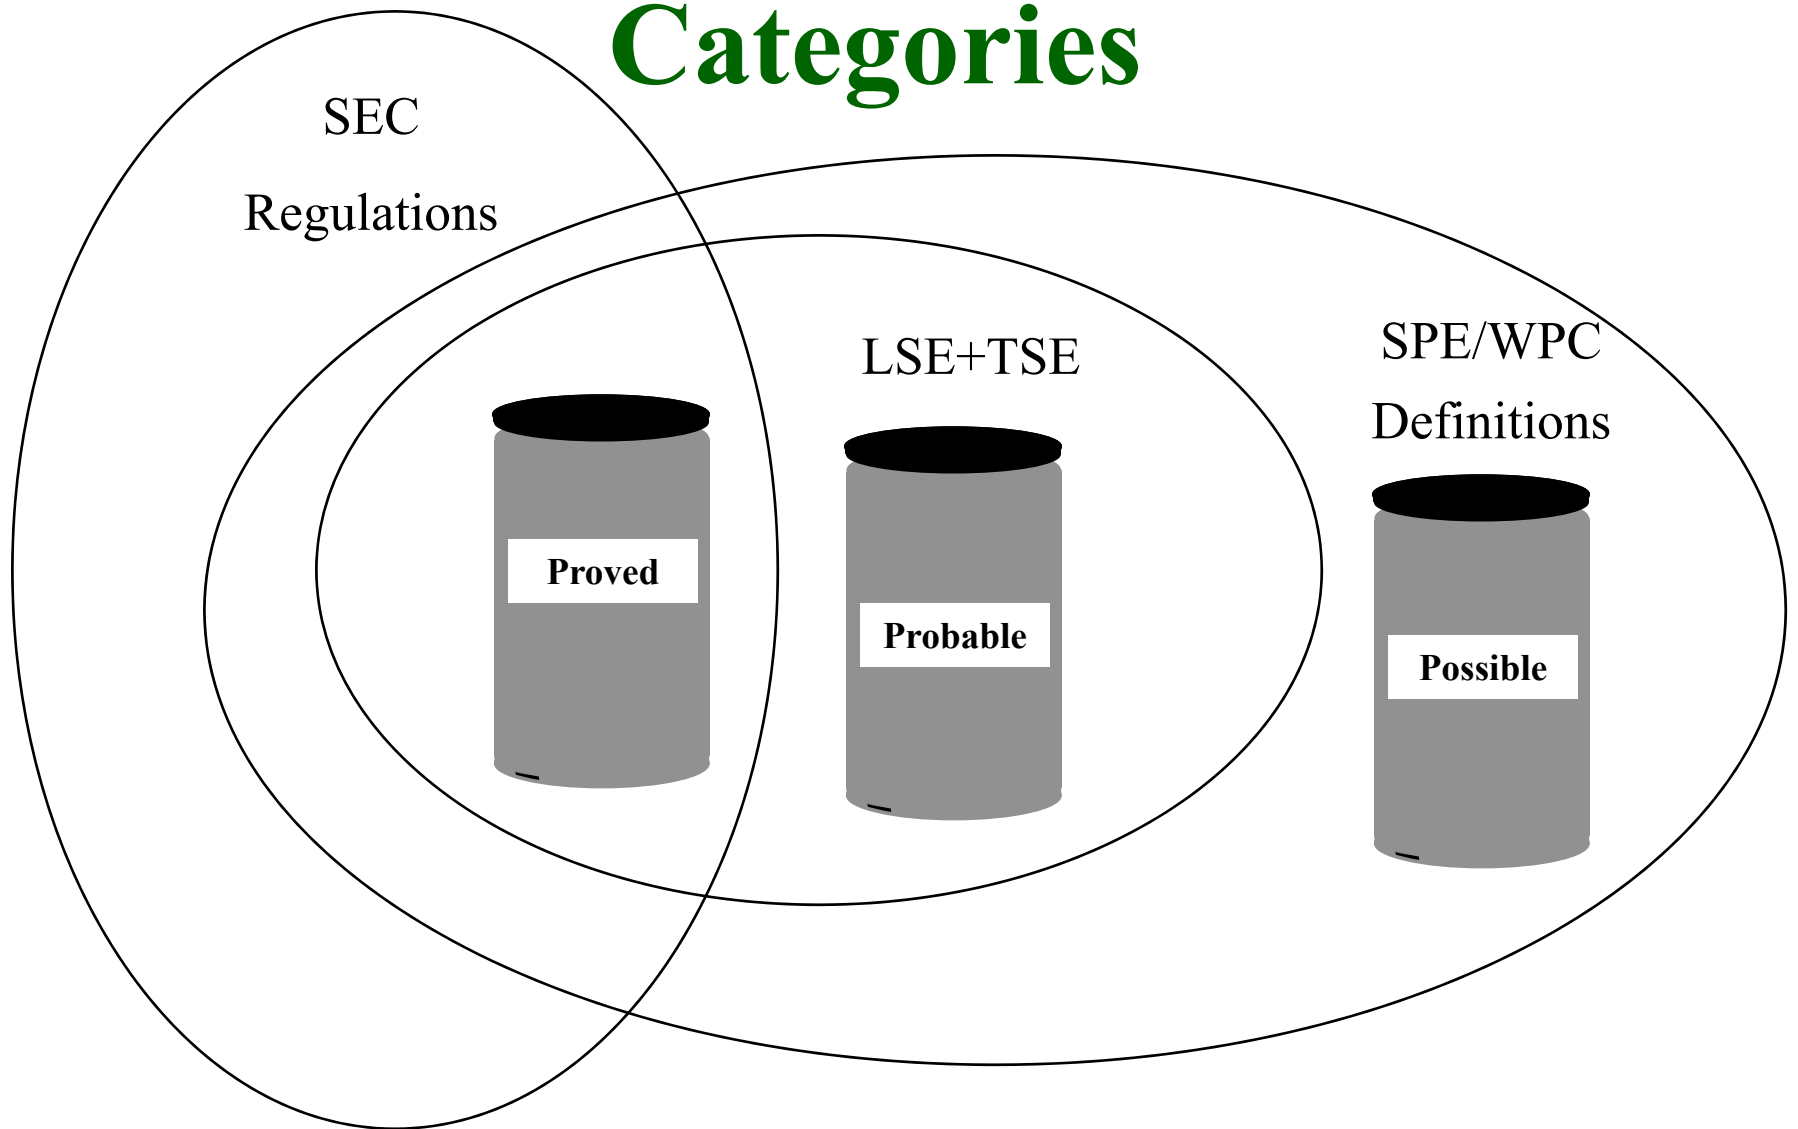 Categories
SEC
Regulations
LSE+TSE
SPE/WPC
Definitions
Proved
Probable
Possible